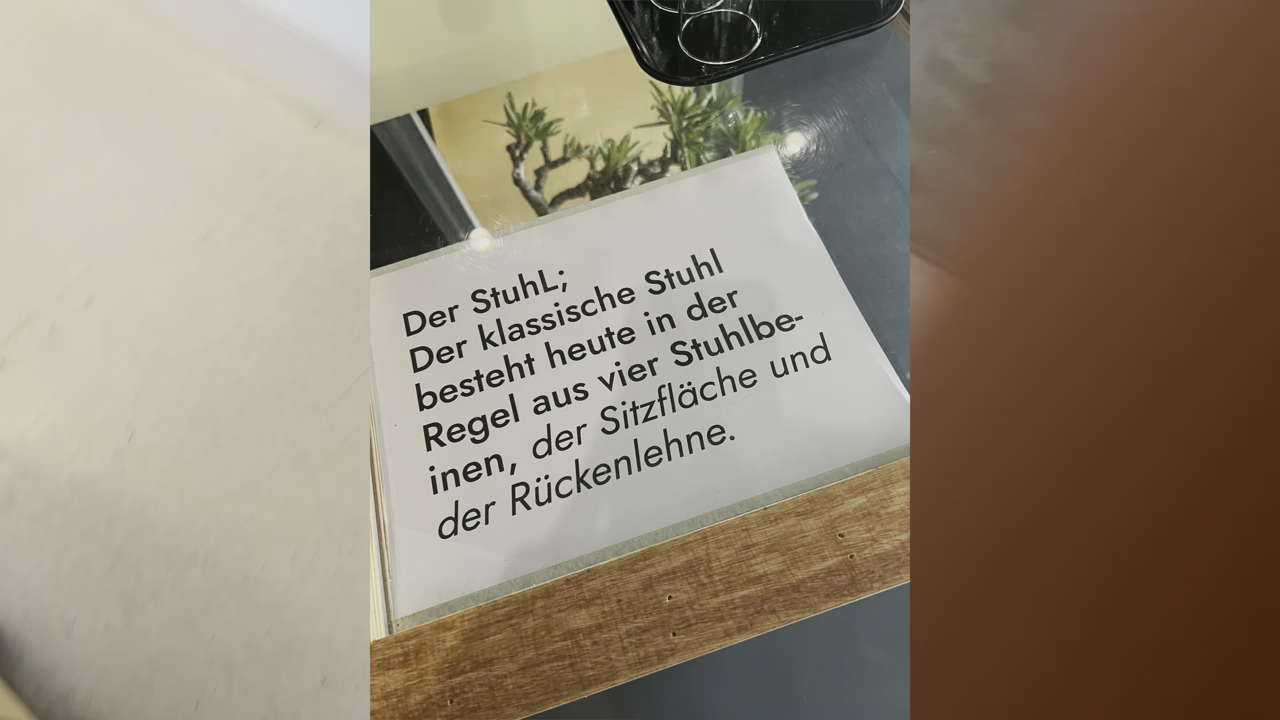 Der StuhL;
Der klassische Stuhl
besteht heute in der
Regel aus vier Stuhlbe-
inen, der Sitzfläche und
der Rückenlehne.